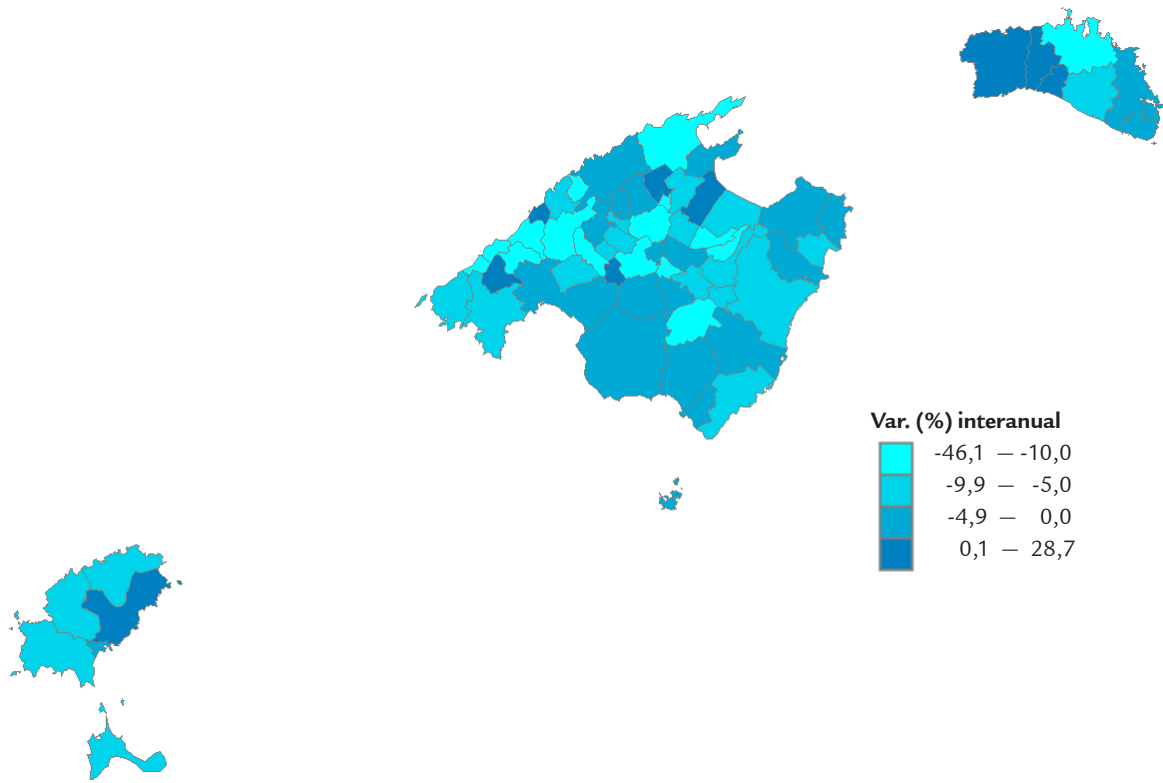 Var. (%) interanual
-46,1 — -10,0
-9,9 — -5,0
-4,9 — 0,0
0,1 — 28,7